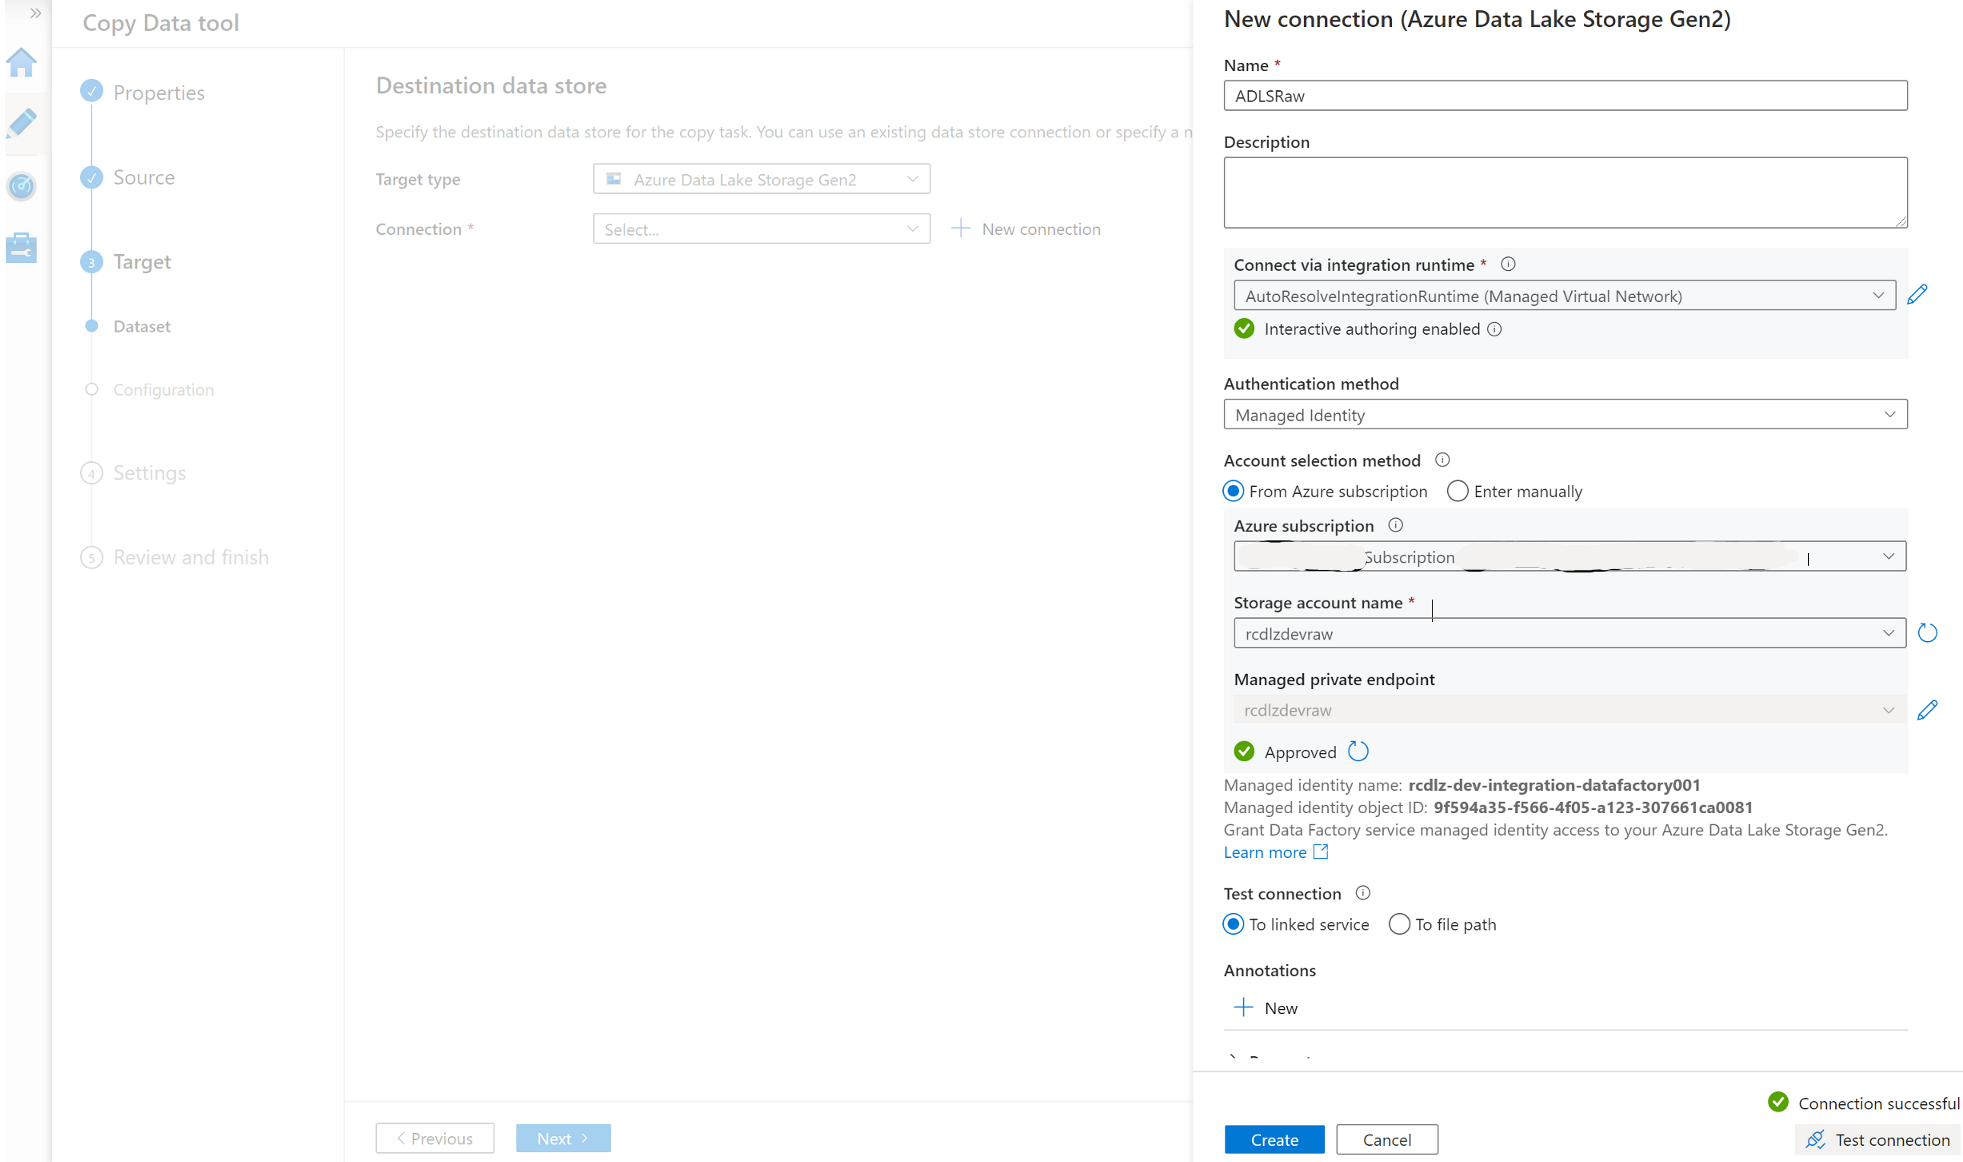 Copy Data tool
Properties
Source
3 Target
Dataset
Configuration
4 Settings
5 Review and finish
Destination data store
Specify the destination data store for the copy task. You can use an existing data store connection or specify a n
Target type
Azure Data Lake Storage Gen2
Connection *
Select...
New connection
Previous
Next
New connection (Azure Data Lake Storage Gen2)
Name *
ADLSRaw
Description
Connect via integration runtime *
AutoResolveIntegrationRuntime (Managed Virtual Network)
Interactive authoring enabled
Authentication method
Managed Identity
Account selection method
From Azure subscription Enter manually
Azure subscription
Subscription
Storage account name *
rcdlzdevraw
Managed private endpoint
rcdlzdevraw
Approved
Managed identity name: rcdlz-dev-integration-datafactory001
Managed identity object ID: 9f594a35-f566-4f05-a123-307661ca0081
Grant Data Factory service managed identity access to your Azure Data Lake Storage Gen2.
Learn more
Test connection
To linked service To file path
Annotations
New
Connection successful
Create Cancel Test connection